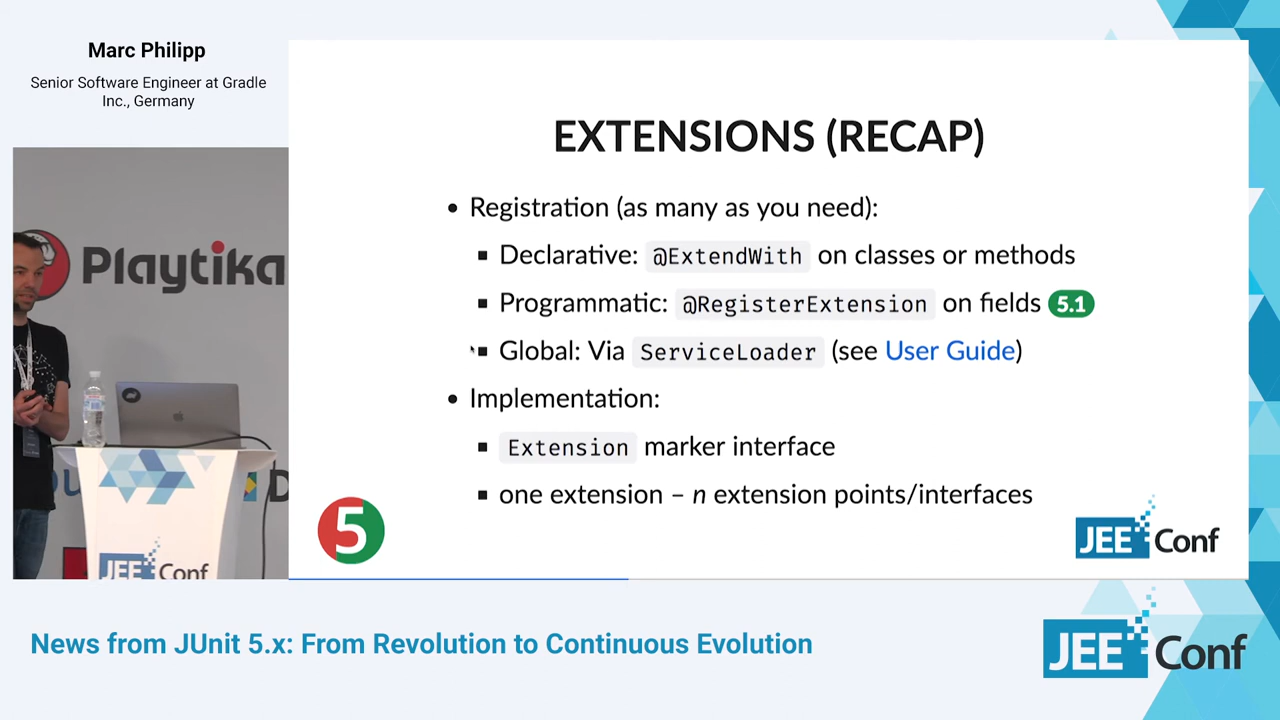 Marc Philipp
Senior Software Engineer at Gradle
Inc., Germany
Playtika
EXTENSIONS (RECAP)
• Registration (as many as you need):
▪ Declarative: @ExtendWith on classes or methods
▪ Programmatic: @RegisterExtension on fields 5.1
▪ Global: Via ServiceLoader (see User Guide)
• Implementation:
▪ Extension marker interface
▪ one extension – n extension points/interfaces
5
JEE Conf
JEE Conf
News from JUnit 5.x: From Revolution to Continuous Evolution
JEE Conf